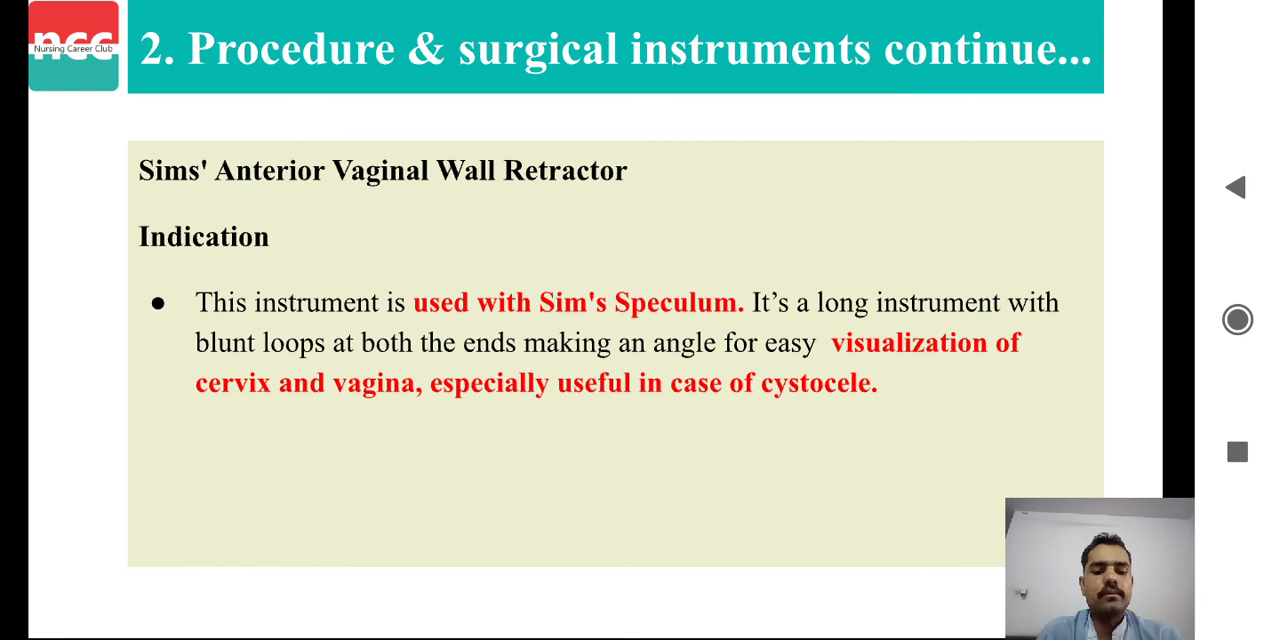 ncc
Nursing Career Club
2. Procedure & surgical instruments continue...
Sims' Anterior Vaginal Wall Retractor
Indication
● This instrument is used with Sim's Speculum. It’s a long instrument with
blunt loops at both the ends making an angle for easy visualization of
cervix and vagina, especially useful in case of cystocele.